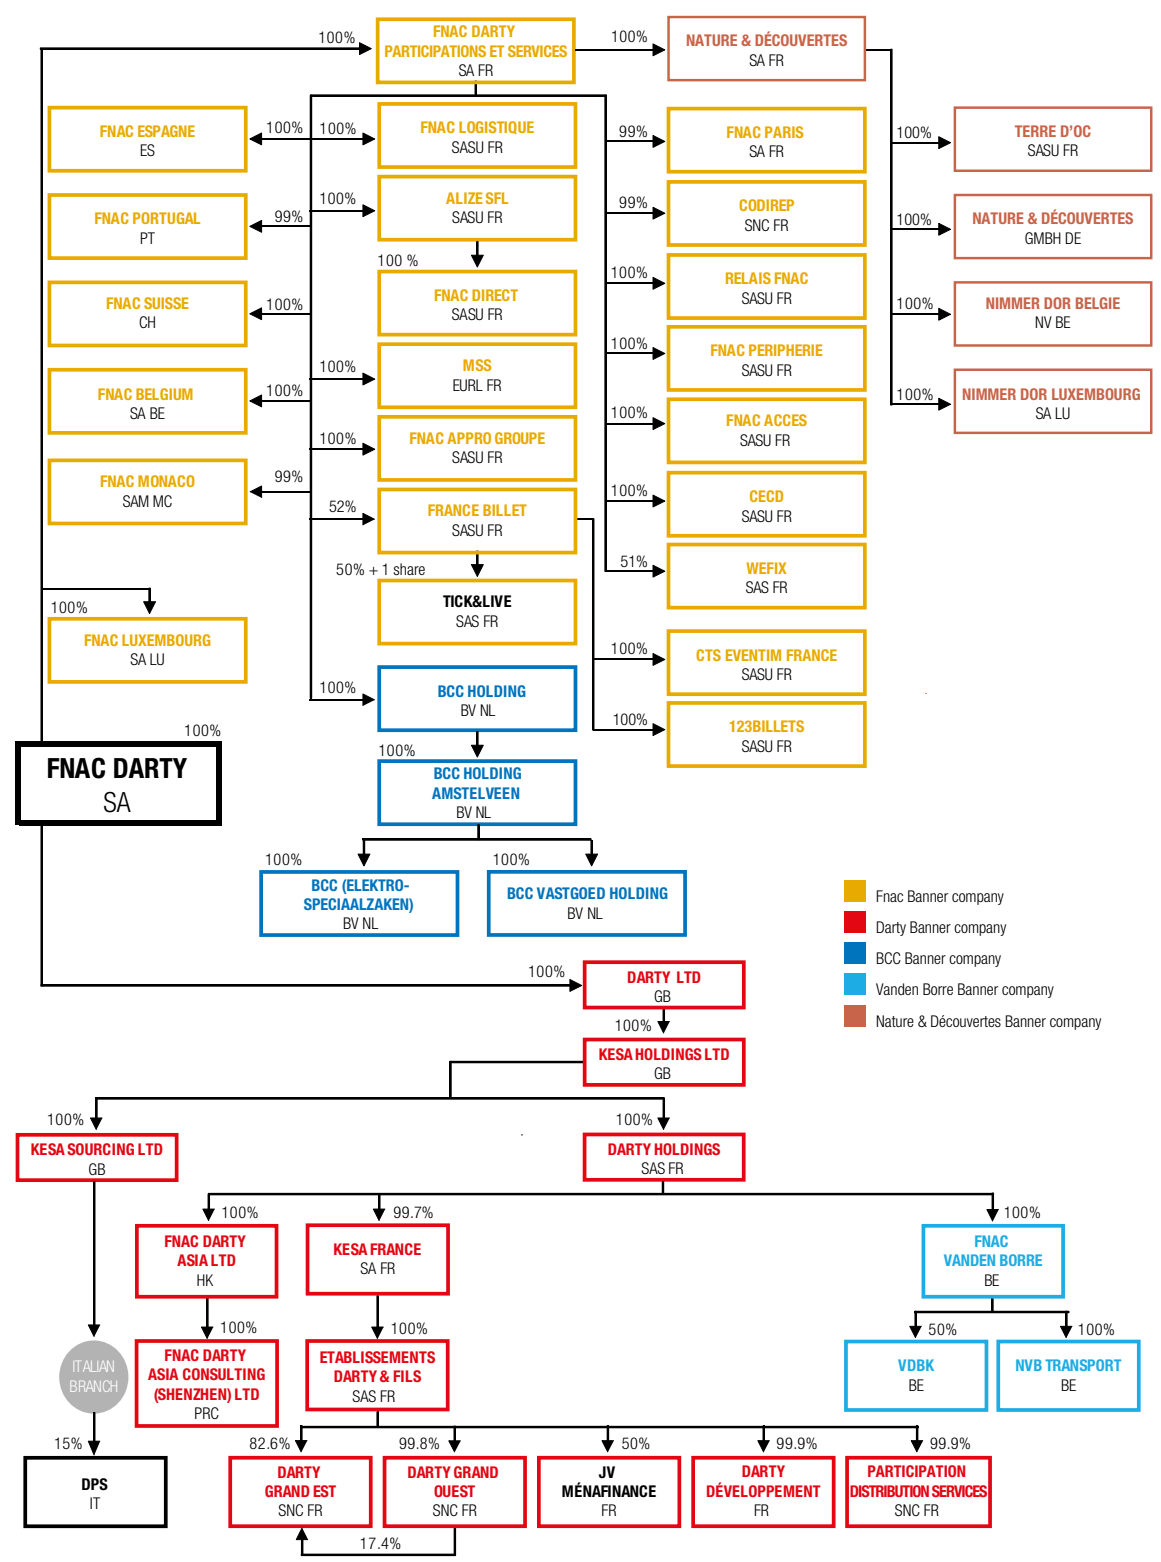 100%
FNAC DARTY
PARTICIPATIONS ET SERVICES
SA FR
100%
NATURE & DÉCOUVERTES
SA FR
FNAC ESPAGNE
ES
100%
100%
FNAC LOGISTIQUE
SASU FR
99%
FNAC PARIS
SA FR
100%
TERRE D'OC
SASU FR
FNAC PORTUGAL
PT
99%
100%
ALIZE SFL
SASU FR
99%
CODIREP
SNC FR
100%
NATURE & DÉCOUVERTES
GMBH DE
100 %
FNAC SUISSE
CH
100%
FNAC DIRECT
SASU FR
100%
RELAIS FNAC
SASU FR
100%
NIMMER DOR BELGIE
NV BE
100%
MSS
EURL FR
100%
FNAC PERIPHERIE
SASU FR
FNAC BELGIUM
SA BE
100%
100%
NIMMER DOR LUXEMBOURG
SA LU
100%
FNAC APPRO GROUPE
SASU FR
100%
FNAC ACCES
SASU FR
FNAC MONACO
SAM MC
99%
52%
FRANCE BILLET
SASU FR
100%
CECD
SASU FR
50% + 1 share
TICK&LIVE
SAS FR
51%
WEFIX
SAS FR
100%
FNAC LUXEMBOURG
SA LU
100%
CTS EVENTIM FRANCE
SASU FR
100%
BCC HOLDING
BV NL
100%
123BILLETS
SASU FR
100%
FNAC DARTY
SA
100%
BCC HOLDING
AMSTELVEEN
BV NL
100%
BCC (ELEKTRO-
SPECIAALZAKEN)
BV NL
100%
BCC VASTGOED HOLDING
BV NL
Fnac Banner company
Darty Banner company
BCC Banner company
Vanden Borre Banner company
Nature & Découvertes Banner company
100%
DARTY LTD
GB
100%
KESA HOLDINGS LTD
GB
100%
KESA SOURCING LTD
GB
100%
DARTY HOLDINGS
SAS FR
100%
FNAC DARTY
ASIA LTD
HK
99.7%
KESA FRANCE
SA FR
100%
FNAC
VANDEN BORRE
BE
ITALIAN
BRANCH
100%
FNAC DARTY
ASIA CONSULTING
(SHENZHEN) LTD
PRC
100%
ETABLISSEMENTS
DARTY & FILS
SAS FR
50%
VDBK
BE
100%
NVB TRANSPORT
BE
15%
DPS
IT
82.6%
DARTY
GRAND EST
SNC FR
99.8%
DARTY GRAND
OUEST
SNC FR
50%
JV
MÉNAFINANCE
FR
99.9%
DARTY
DÉVELOPPEMENT
FR
99.9%
PARTICIPATION
DISTRIBUTION SERVICES
SNC FR
17.4%